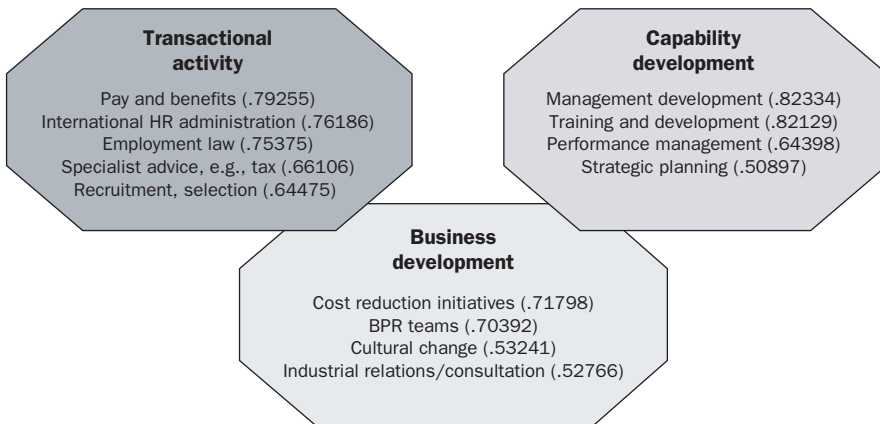 Transactional
activity
Pay and benefits (.79255)
International HR administration (.76186)
Employment law (.75375)
Specialist advice, e.g., tax (.66106)
Recruitment, selection (.64475)
Capability
development
Management development (.82334)
Training and development (.82129)
Performance management (.64398)
Strategic planning (.50897)
Business
development
Cost reduction initiatives (.71798)
BPR teams (.70392)
Cultural change (.53241)
Industrial relations/consultation (.52766)